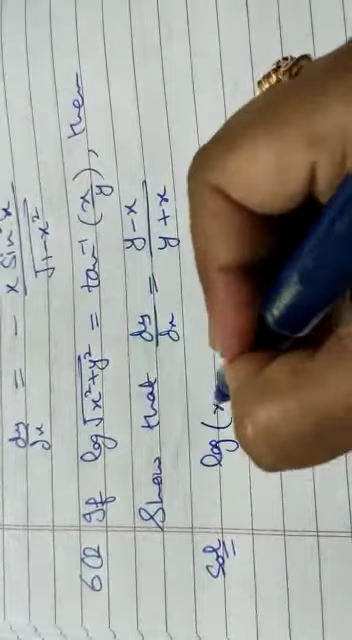 dy/dx = - x sin⁻¹x / √1-x²
6Q If log √x²+y² = tan⁻¹ (x/y), then
Show that dy/dx = y-x / y+x
Sol log(x